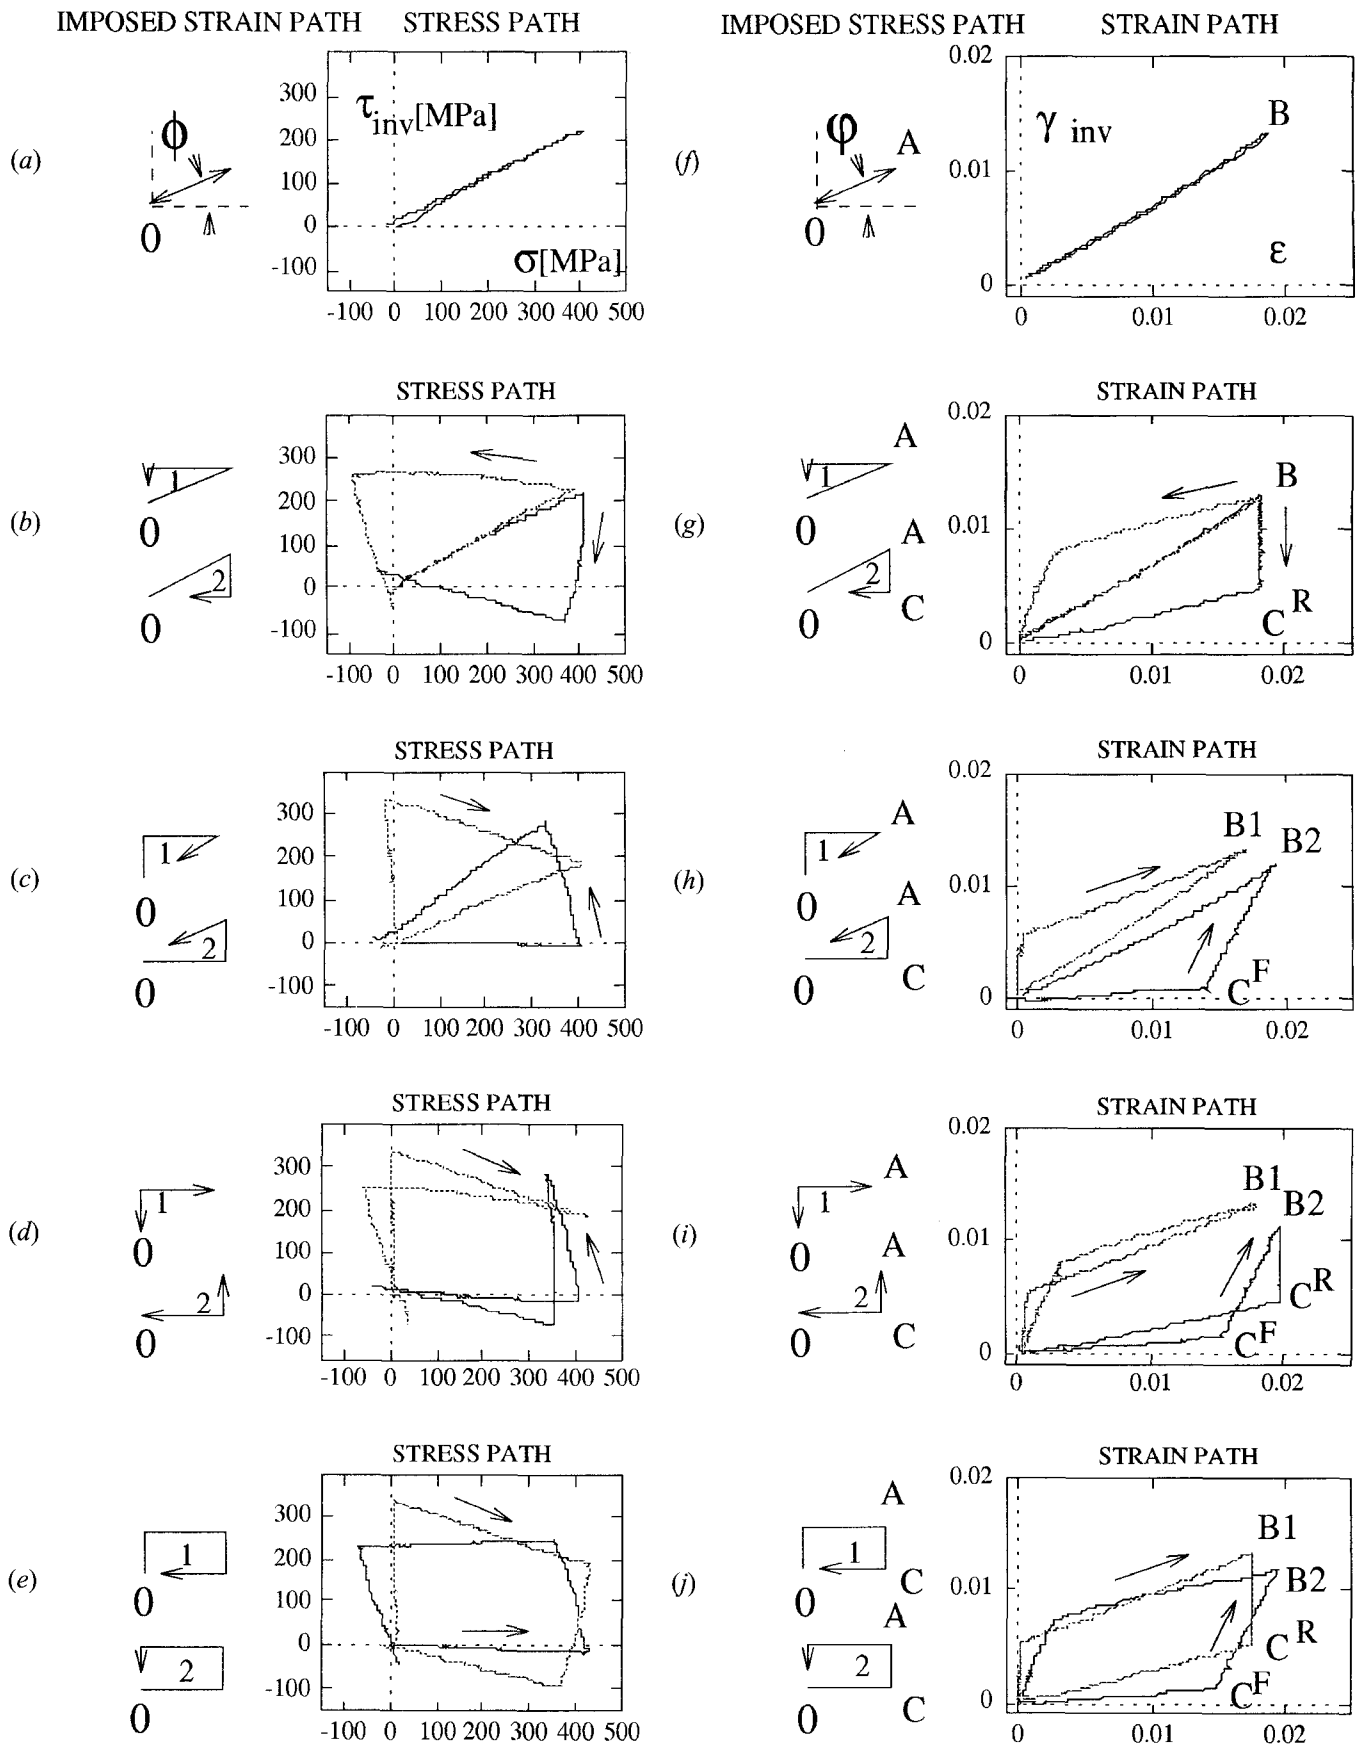 IMPOSED STRAIN PATH STRESS PATH IMPOSED STRESS PATH STRAIN PATH
(a)
ϕ
0
300
200
100
0
-100
τinv[MPa]
σ[MPa]
-100 0 100 200 300 400 500
(f)
φ
A
0
0.02
0.01
0
γ inv
B
ε
0 0.01 0.02
STRESS PATH
(b)
1
0
2
0
300
200
100
0
-100
-100 0 100 200 300 400 500
STRAIN PATH
(g)
A
1
0
A
2
0
C
0.02
0.01
0
B
C R
0 0.01 0.02
STRESS PATH
(c)
1
0
2
0
300
200
100
0
-100
-100 0 100 200 300 400 500
STRAIN PATH
(h)
A
1
0
A
2
0
C
0.02
0.01
0
B1
B2
C F
0 0.01 0.02
STRESS PATH
(d)
1
0
2
0
300
200
100
0
-100
-100 0 100 200 300 400 500
STRAIN PATH
(i)
A
1
0
A
2
0
C
0.02
0.01
0
B1
B2
C R
C F
0 0.01 0.02
STRESS PATH
(e)
1
0
2
0
300
200
100
0
-100
-100 0 100 200 300 400 500
STRAIN PATH
(j)
A
1
0
C
A
2
0
C
0.02
0.01
0
B1
B2
C R
C F
0 0.01 0.02